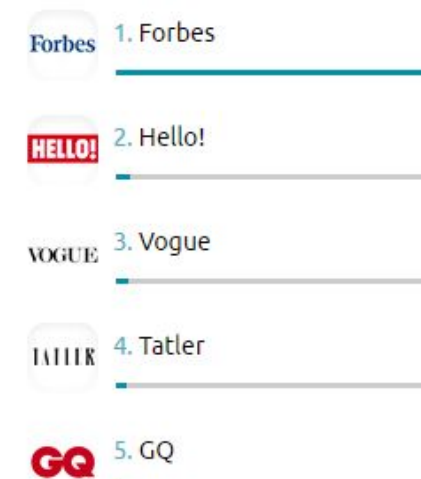 Forbes
1. Forbes
HELLO!
2. Hello!
VOGUE
3. Vogue
TATLER
4. Tatler
GQ
5. GQ